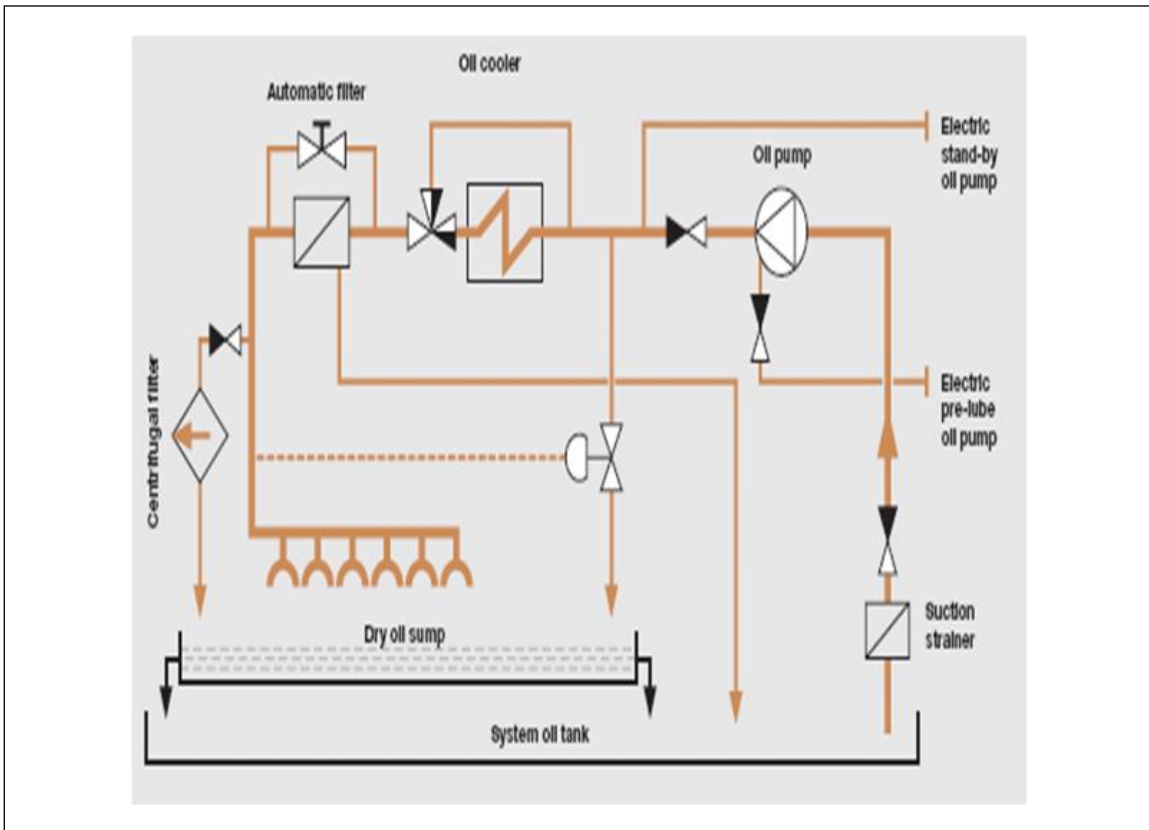 Oil cooler
Automatic filter
Oil pump
Electric
stand-by
oil pump
Centrifugal filter
Electric
pre-lube
oil pump
Suction
strainer
Dry oil sump
System oil tank